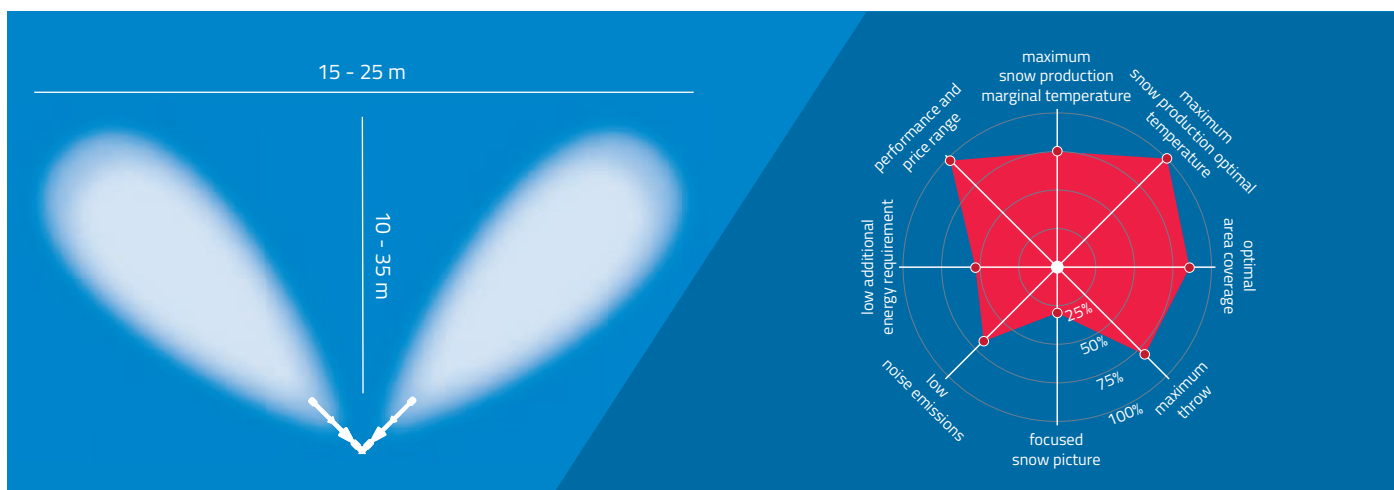 15 - 25 m
10 - 35 m
maximum
snow production
marginal temperature
maximum
snow production optimal
temperature
optimal
area coverage
maximum
throw
focused
snow picture
low
noise emissions
low additional
energy requirement
performance and
price range
25%
50%
75%
100%